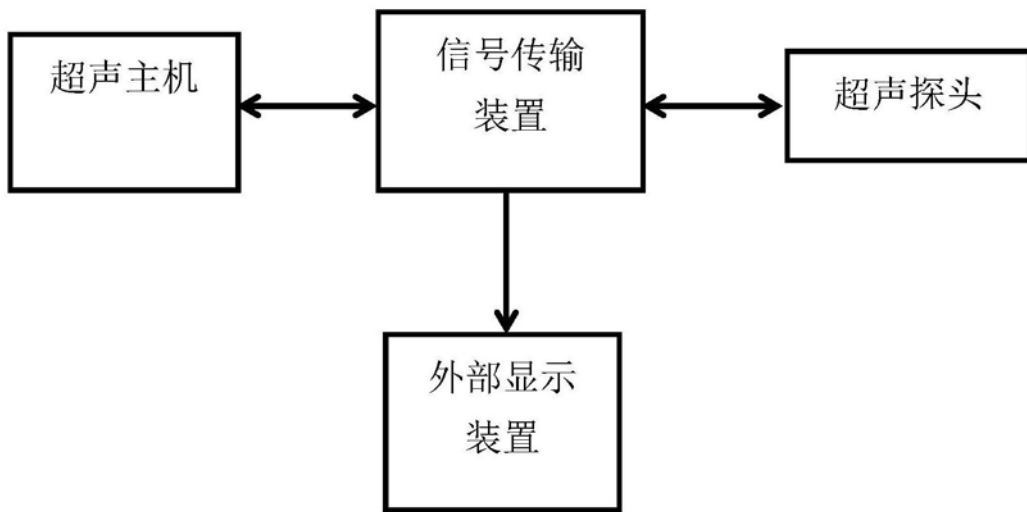 超声主机
信号传输
装置
超声探头
外部显示
装置